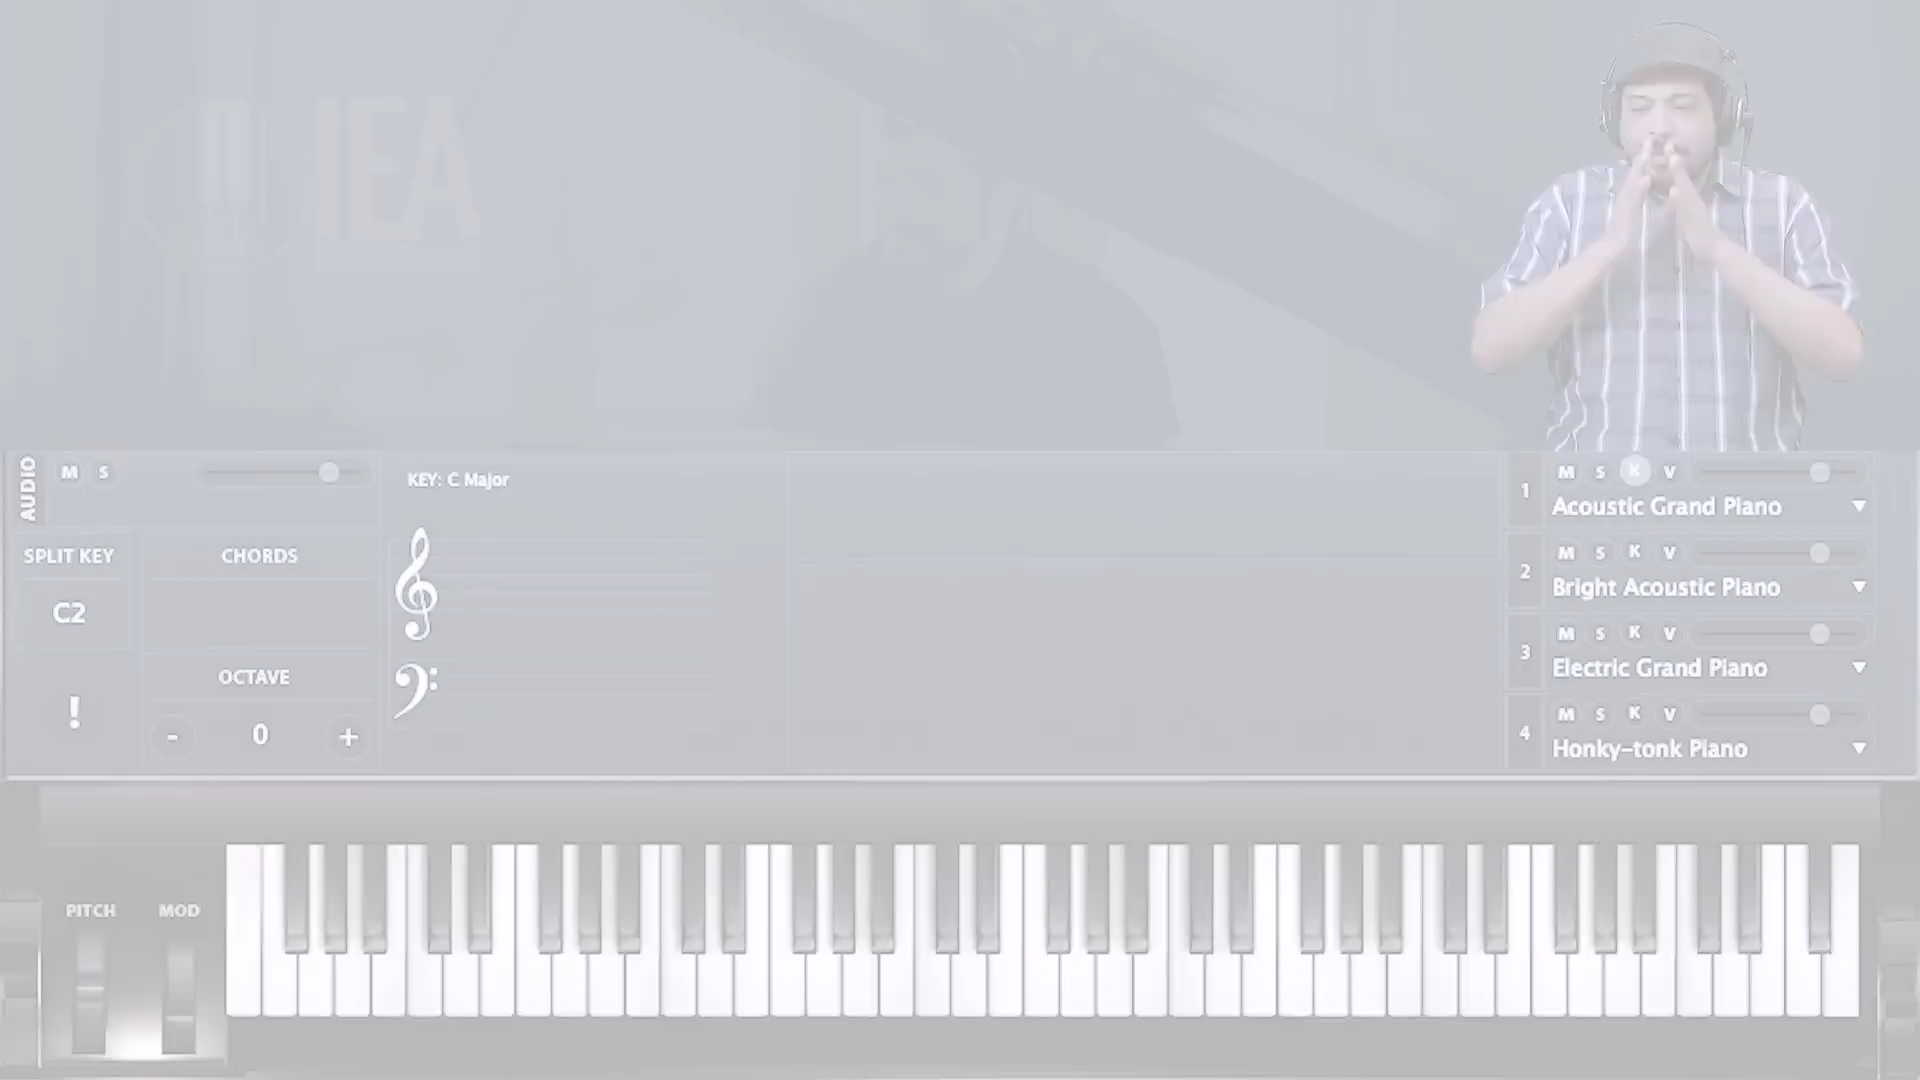 IEA
AUDIO
M S
KEY: C Major
SPLIT KEY
C2
!
CHORDS
OCTAVE
- 0 +
1
M S K V
Acoustic Grand Piano
2
M S K V
Bright Acoustic Piano
3
M S K V
Electric Grand Piano
4
M S K V
Honky-tonk Piano
PITCH MOD